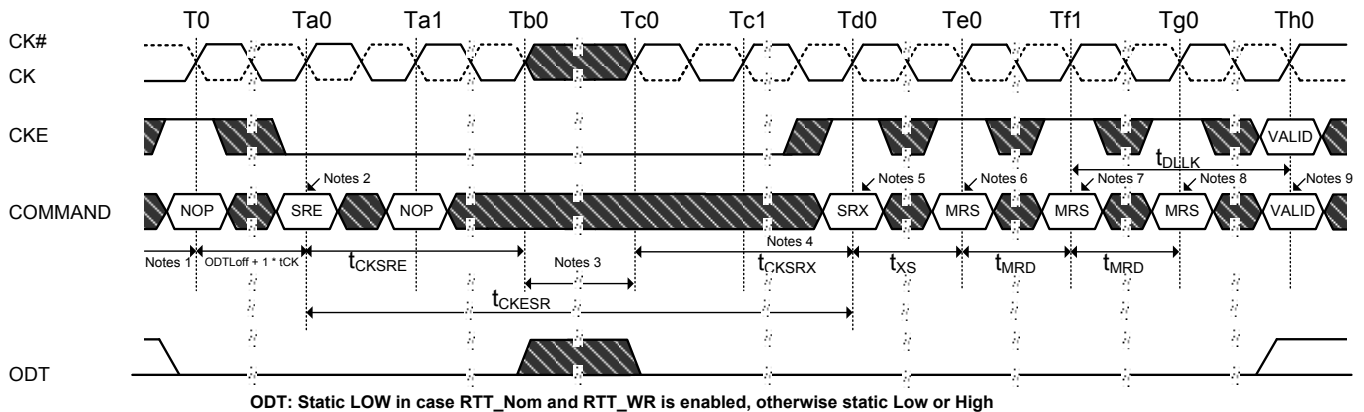 T0 Ta0 Ta1 Tb0 Tc0 Tc1 Td0 Te0 Tf1 Tg0 Th0
CK#
CK
CKE
VALID
tDLLK
Notes 2
Notes 5
Notes 6
Notes 7
Notes 8
Notes 9
COMMAND
NOP SRE NOP SRX MRS MRS MRS VALID
Notes 1
ODTLoff + 1 * tCK
tCKSRE
Notes 3
Notes 4
tCKSRX
tXS
tMRD
tMRD
tCKESR
ODT
ODT: Static LOW in case RTT_Nom and RTT_WR is enabled, otherwise static Low or High